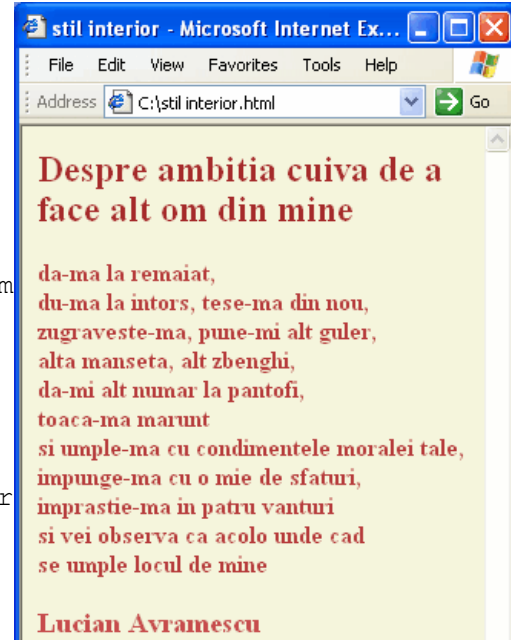 stil interior - Microsoft Internet Ex...
File Edit View Favorites Tools Help
Address C:\stil interior.html Go
Despre ambitia cuiva de a
face alt om din mine
da-ma la remaiat,
m
du-ma la intors, tese-ma din nou,
zugraveste-ma, pune-mi alt guler,
alta manseta, alt zbenghi,
da-mi alt numar la pantofi,
toaca-ma marunt
si umple-ma cu condimentele moralei tale,
impunge-ma cu o mie de sfaturi,
r
imprastie-ma in patru vanturi
si vei observa ca acolo unde cad
se umple locul de mine
Lucian Avramescu